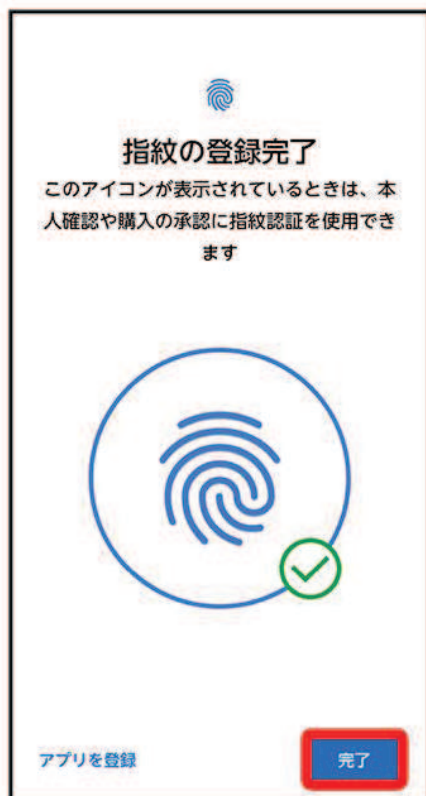 指紋の登録完了
このアイコンが表示されているときは、本
人確認や購入の承認に指紋認証を使用でき
ます
アプリを登録
完了